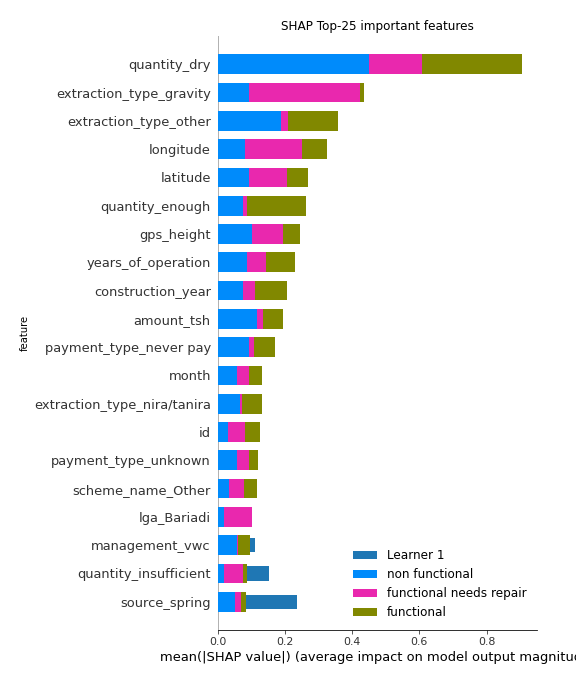 SHAP Top-25 important features
quantity_dry
extraction_type_gravity
extraction_type_other
longitude
latitude
quantity_enough
gps_height
years_of_operation
construction_year
amount_tsh
payment_type_never pay
month
extraction_type_nira/tanira
id
payment_type_unknown
scheme_name_Other
lga_Bariadi
management_vwc
quantity_insufficient
source_spring
feature
Learner 1
non functional
functional needs repair
functional
0.0 0.2 0.4 0.6 0.8
mean(|SHAP value|) (average impact on model output magnitu